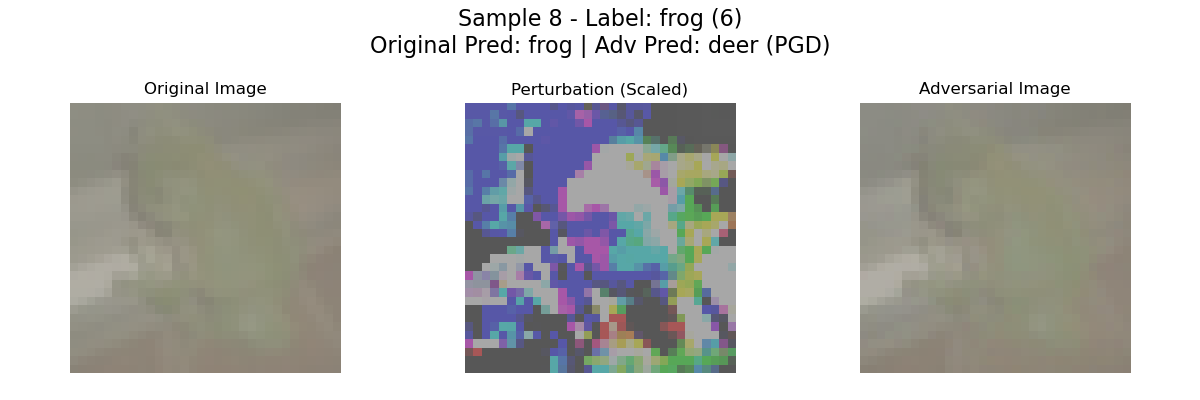 Sample 8 - Label: frog (6)
Original Pred: frog | Adv Pred: deer (PGD)
Original Image
Perturbation (Scaled)
Adversarial Image